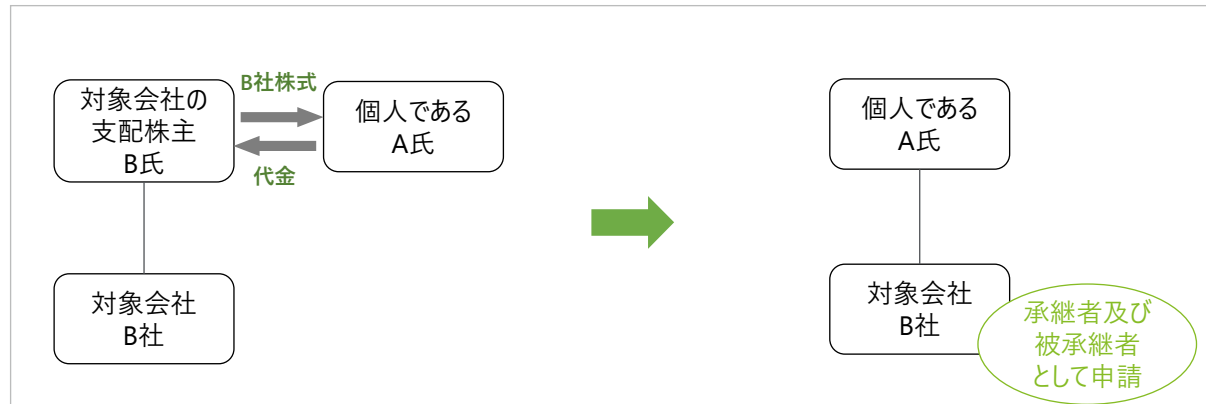 対象会社の
支配株主
B氏
B社株式
代金
個人である
A氏
対象会社
B社
個人である
A氏
対象会社
B社
承継者及び
被承継者
として申請